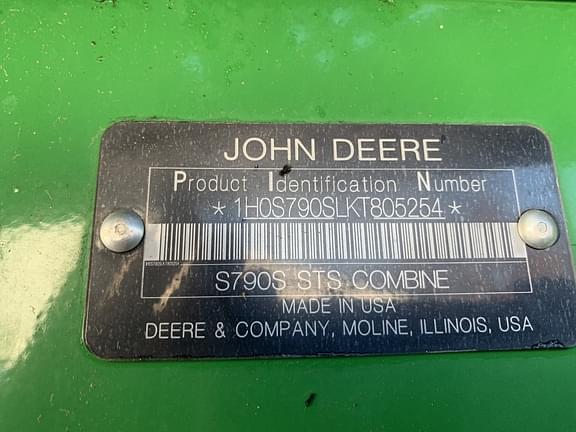 JOHN DEERE
Product Identification Number
*1H0S790SLKT805254*
S790S STS COMBINE
MADE IN USA
DEERE & COMPANY, MOLINE, ILLINOIS, USA